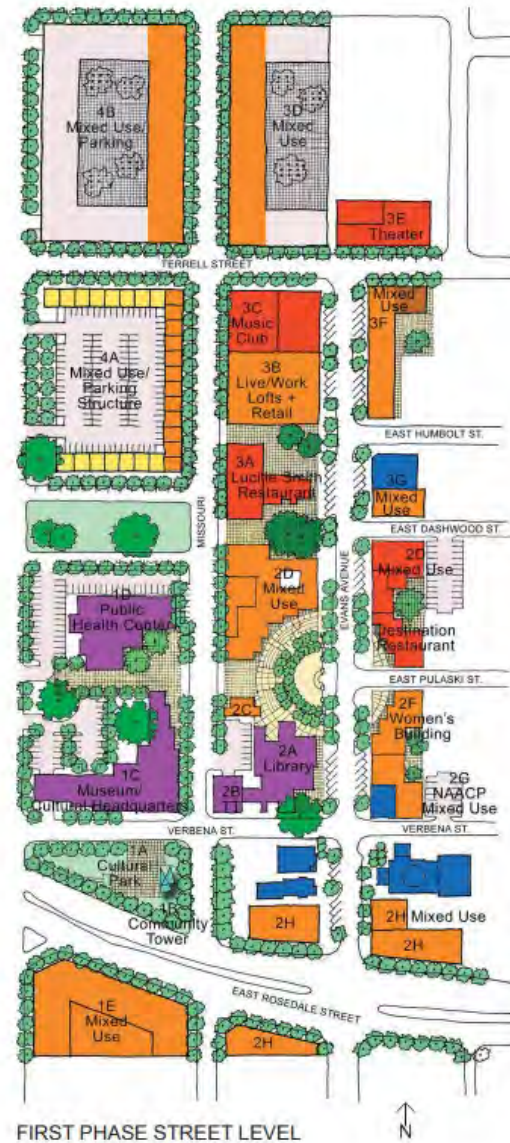 4B
Mixed Use/
Parking
3D
Mixed
Use
3E
Theater
TERRELL STREET
3C
Music
Club
Mixed
Use
3F
4A
Mixed Use/
Parking
Structure
3B
Live/Work
Lofts +
Retail
EAST HUMBOLT ST.
3A
Lucille Smith
Restaurant
3G
Mixed
Use
EAST DASHWOOD ST.
MISSOURI
EVANS AVENUE
2D
Mixed
Use
2D
Mixed Use
1D
Public
Health Center
Destination
Restaurant
EAST PULASKI ST.
2C
2F
Women's
Building
2A
Library
1C
Museum/
Cultural Headquarters
2B
TI
2G
NAACP
Mixed Use
VERBENA ST.
VERBENA ST.
1A
Cultural
Park
1B
Community
Tower
2H
2H Mixed Use
2H
EAST ROSEDALE STREET
1E
Mixed
Use
2H
FIRST PHASE STREET LEVEL
N